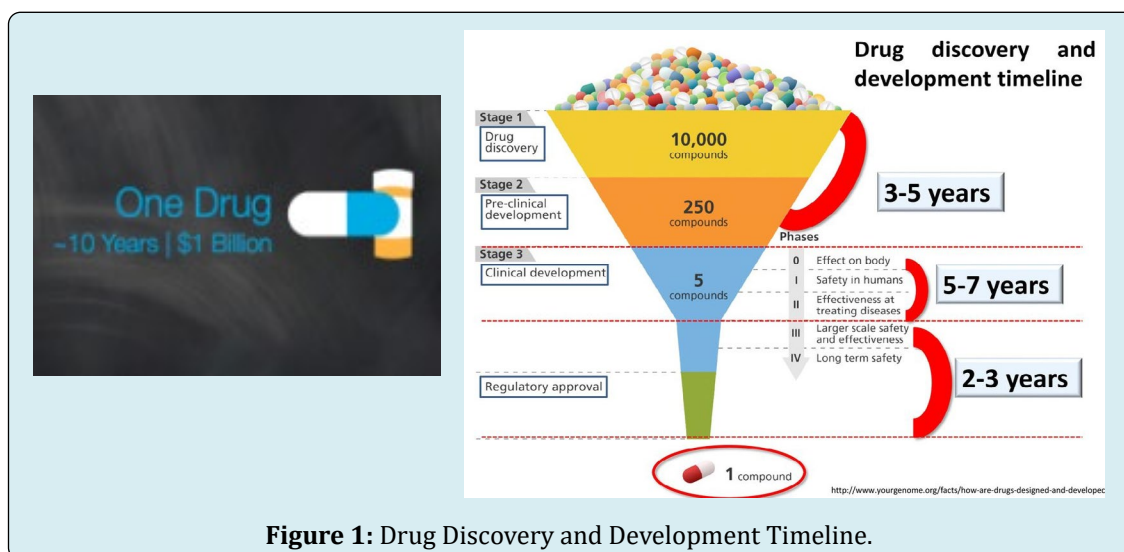 One Drug
~10 Years | $1 Billion
Drug discovery and
development timeline
Stage 1
Drug
discovery
10,000
compounds
3-5 years
Stage 2
Pre-clinical
development
250
compounds
Phases
Stage 3
Clinical development
5
compounds
0 Effect on body
I Safety in humans
II Effectiveness at
treating diseases
5-7 years
III Larger scale safety
and effectiveness
IV Long term safety
2-3 years
Regulatory approval
1 compound
http://www.yourgenome.org/facts/how-are-drugs-designed-and-developec
Figure 1: Drug Discovery and Development Timeline.